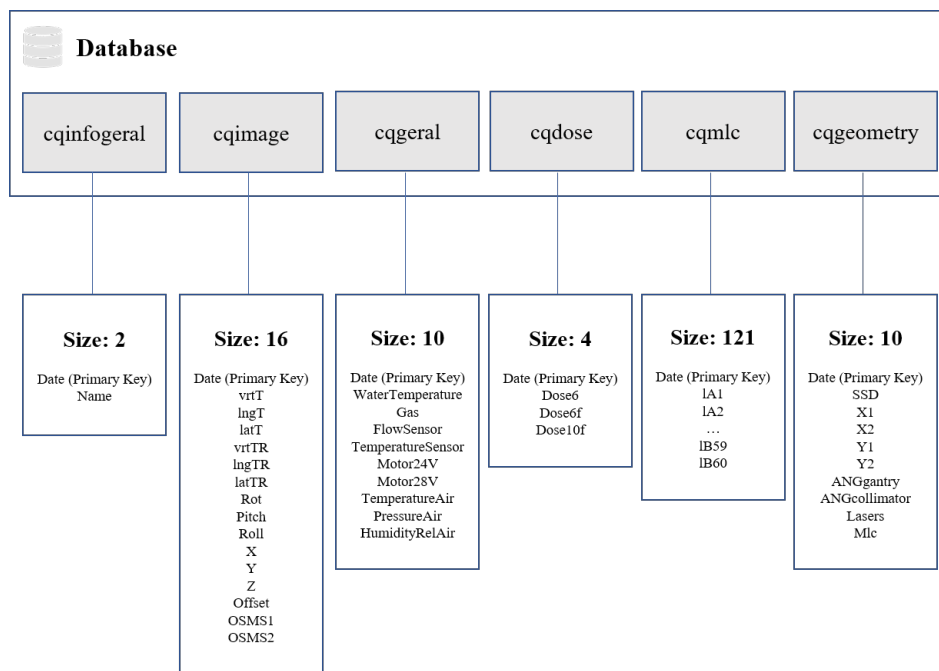 Database
cqinfogeral
cqimage
cqgeral
cqdose
cqmlc
cqgeometry
Size: 2
Date (Primary Key)
Name
Size: 16
Date (Primary Key)
vrtT
lngT
latT
vrtTR
lngTR
latTR
Rot
Pitch
Roll
X
Y
Z
Offset
OSMS1
OSMS2
Size: 10
Date (Primary Key)
WaterTemperature
Gas
FlowSensor
TemperatureSensor
Motor24V
Motor28V
TemperatureAir
PressureAir
HumidityRelAir
Size: 4
Date (Primary Key)
Dose6
Dose6f
Dose10f
Size: 121
Date (Primary Key)
lA1
lA2
…
lB59
lB60
Size: 10
Date (Primary Key)
SSD
X1
X2
Y1
Y2
ANGgantry
ANGcollimator
Lasers
Mlc